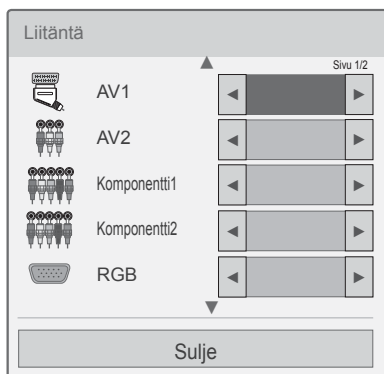 Liitäntä
Sivu 1/2
AV1
AV2
Komponentti1
Komponentti2
RGB
Sulje